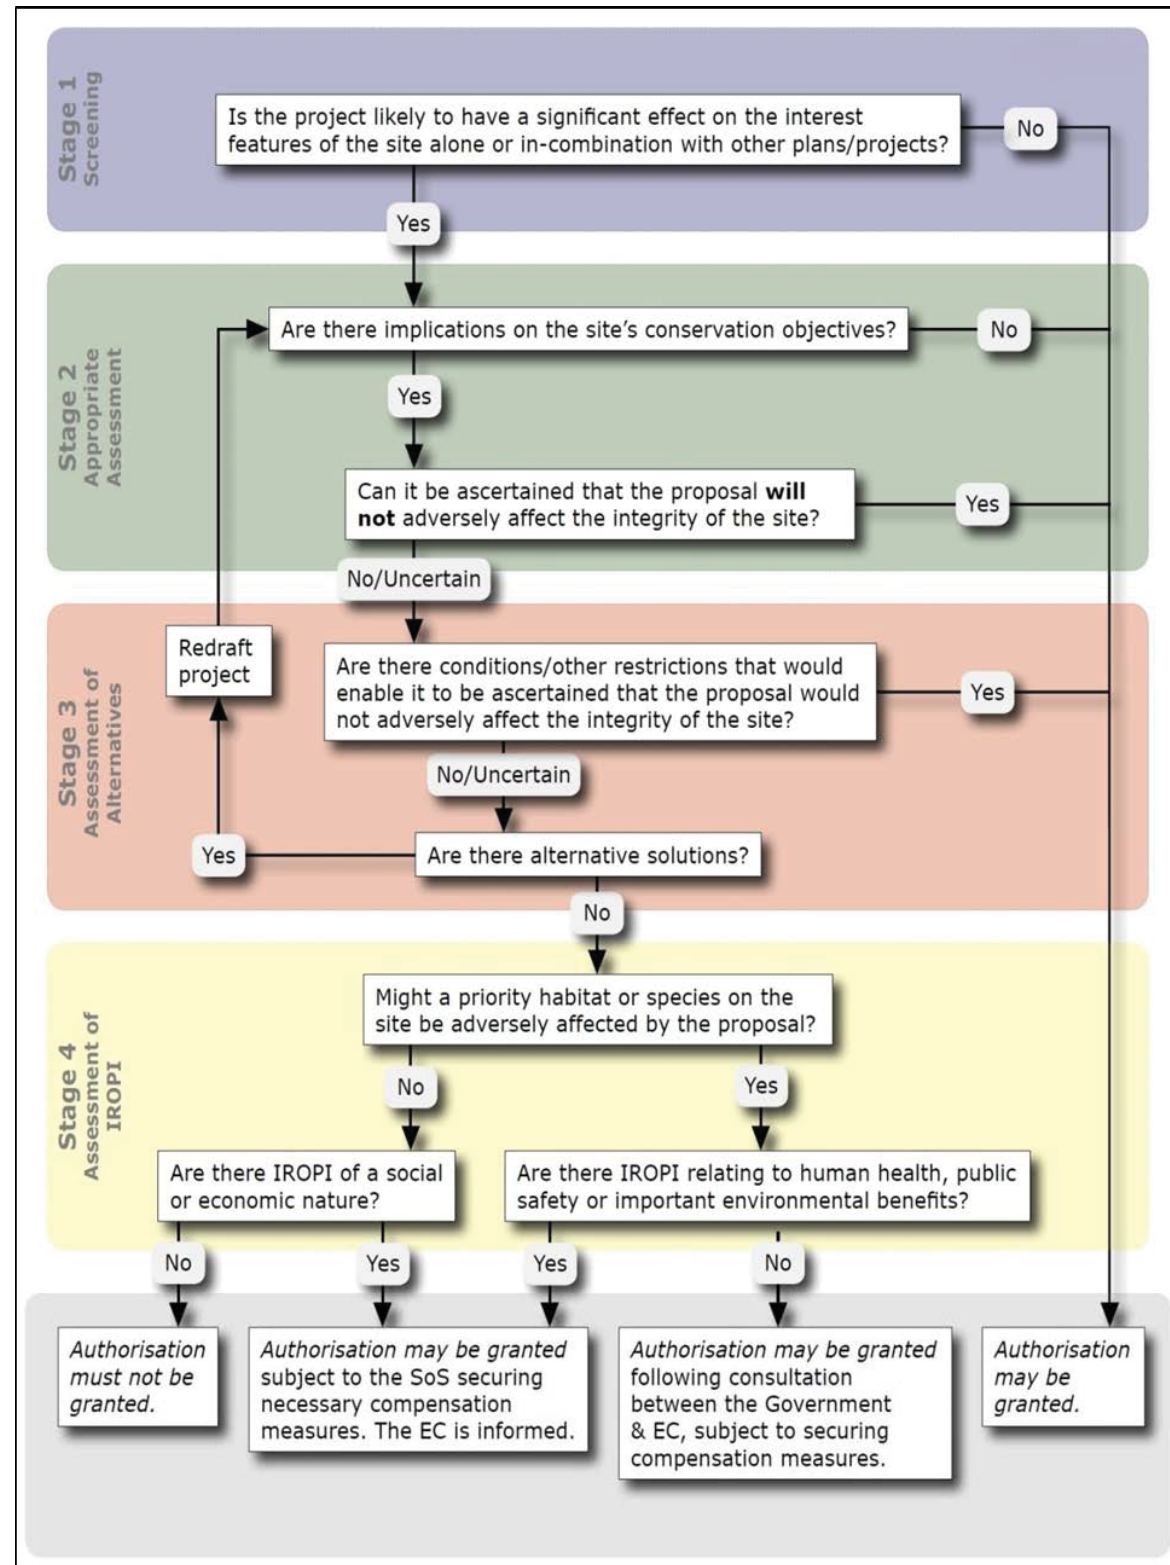 Stage 1
Screening
Is the project likely to have a significant effect on the interest
features of the site alone or in-combination with other plans/projects?
No
Yes
Stage 2
Appropriate
Assessment
Are there implications on the site's conservation objectives?
No
Yes
Can it be ascertained that the proposal will
not adversely affect the integrity of the site?
Yes
No/Uncertain
Stage 3
Assessment of
Alternatives
Redraft
project
Are there conditions/other restrictions that would
enable it to be ascertained that the proposal would
not adversely affect the integrity of the site?
Yes
No/Uncertain
Yes
Are there alternative solutions?
No
Stage 4
Assessment of
IROPI
Might a priority habitat or species on the
site be adversely affected by the proposal?
No
Yes
Are there IROPI of a social
or economic nature?
Are there IROPI relating to human health, public
safety or important environmental benefits?
No
Yes
Yes
No
Authorisation
must not be
granted.
Authorisation may be granted
subject to the SoS securing
necessary compensation
measures. The EC is informed.
Authorisation may be granted
following consultation
between the Government
& EC, subject to securing
compensation measures.
Authorisation
may be
granted.